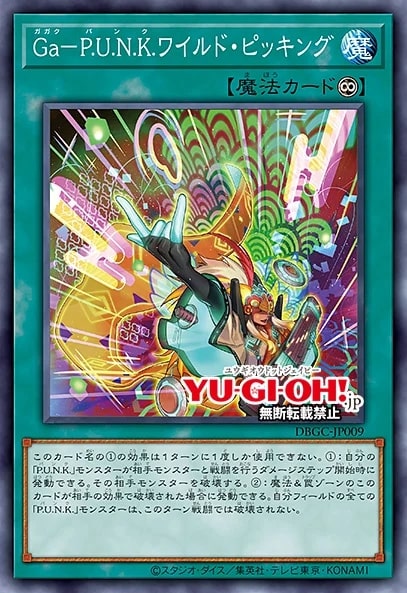 ガガク パンク
Ga－P.U.N.K.ワイルド・ピッキング
魔
まほう
【魔法カード】
ユウギオウドットジェイピー
YU-GI-OH!.jp
無断転載禁止
DBGC-JP009
このカード名の①の効果は１ターンに１度しか使用できない。①：自分の
「P.U.N.K.」モンスターが相手モンスターと戦闘を行うダメージステップ開始時に
発動できる。その相手モンスターを破壊する。②：魔法&罠ゾーンのこの
カードが相手の効果で破壊された場合に発動できる。自分フィールドの全ての
「P.U.N.K.」モンスターは、このターン戦闘では破壊されない。
©スタジオ・ダイス／集英社・テレビ東京・KONAMI